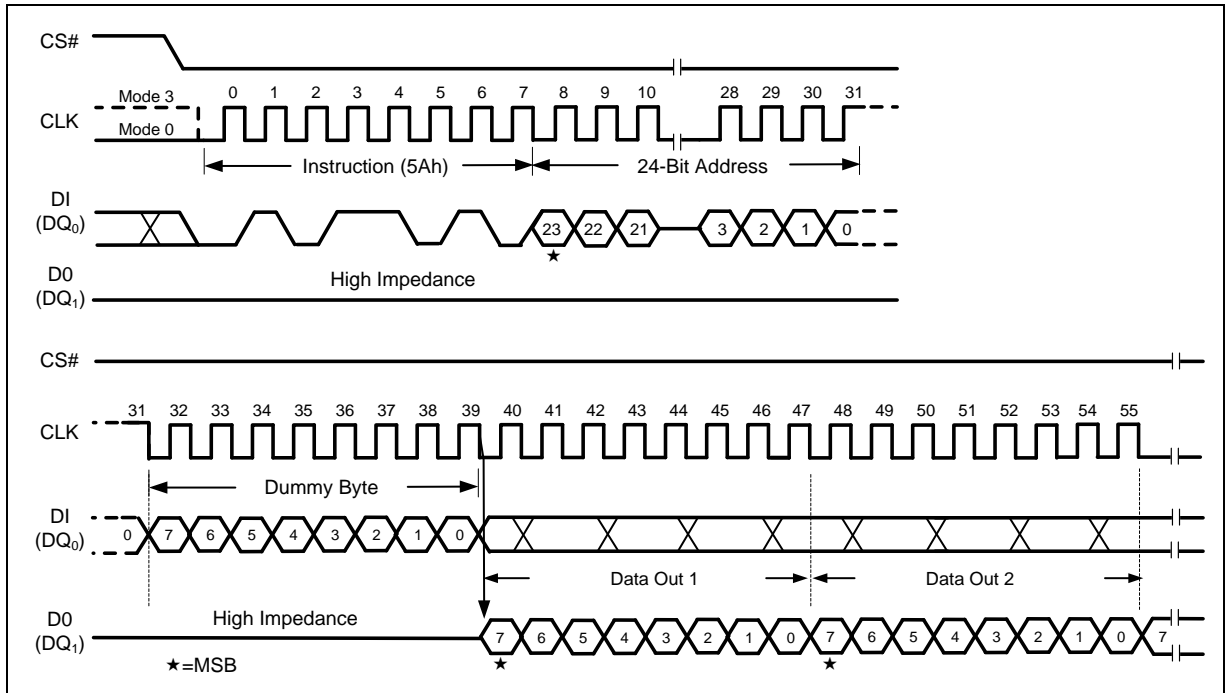 CS#
Mode 3
0 1 2 3 4 5 6 7 8 9 10 28 29 30 31
CLK
Mode 0
Instruction (5Ah) 24-Bit Address
DI
(DQ0)
23 22 21 3 2 1 0
★
D0
(DQ1)
High Impedance
CS#
31 32 33 34 35 36 37 38 39 40 41 42 43 44 45 46 47 48 49 50 51 52 53 54 55
CLK
Dummy Byte
DI
(DQ0)
0 7 6 5 4 3 2 1 0
Data Out 1 Data Out 2
D0
(DQ1)
High Impedance
7 6 5 4 3 2 1 0 7 6 5 4 3 2 1 0 7
★=MSB ★ ★